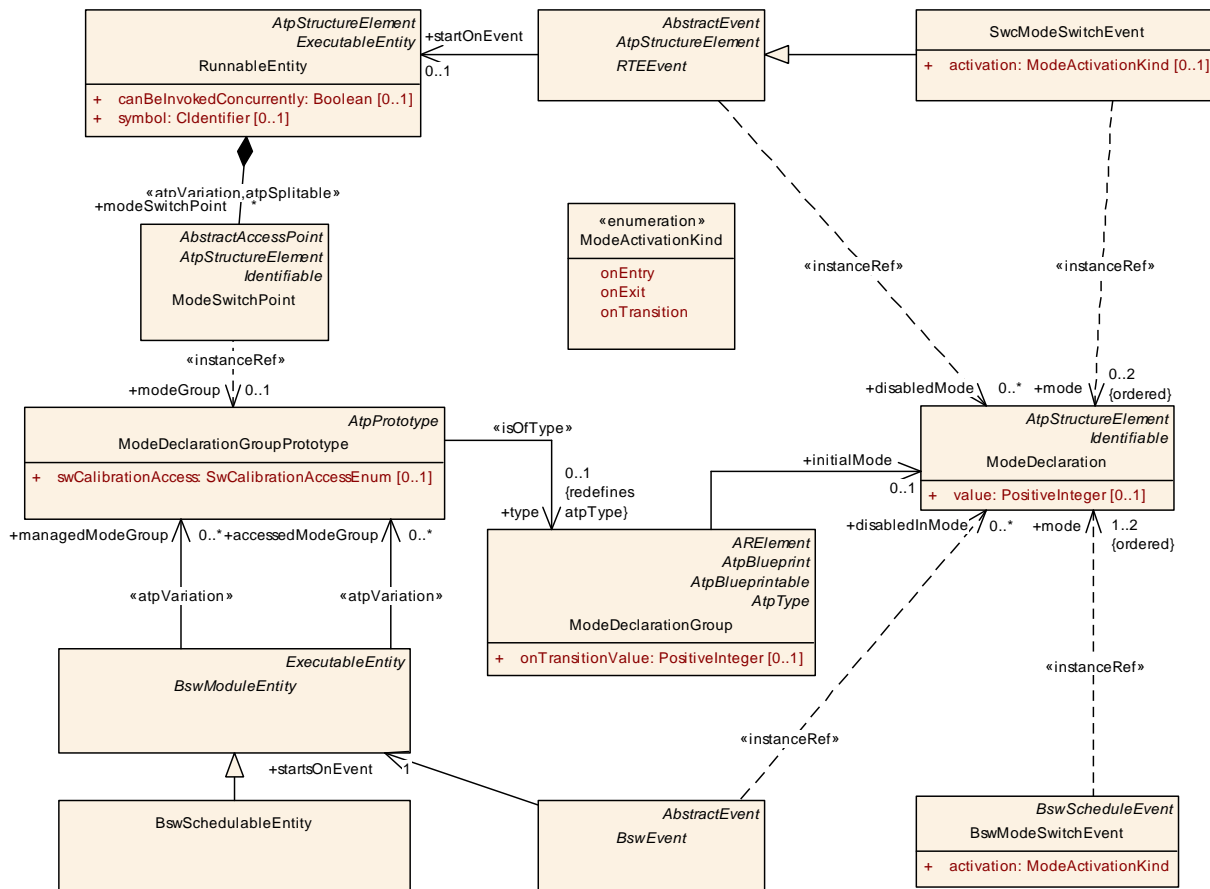 AtpStructureElement
ExecutableEntity
RunnableEntity
+ canBeInvokedConcurrently: Boolean [0..1]
+ symbol: CIdentifier [0..1]
+startOnEvent
0..1
AbstractEvent
AtpStructureElement
RTEEvent
SwcModeSwitchEvent
+ activation: ModeActivationKind [0..1]
«atpVariation,atpSplitable»
+modeSwitchPoint *
AbstractAccessPoint
AtpStructureElement
Identifiable
ModeSwitchPoint
«enumeration»
ModeActivationKind
onEntry
onExit
onTransition
«instanceRef»
«instanceRef»
«instanceRef»
+modeGroup 0..1
+disabledMode 0..*
+mode 0..2
{ordered}
AtpPrototype
ModeDeclarationGroupPrototype
+ swCalibrationAccess: SwCalibrationAccessEnum [0..1]
«isOfType»
0..1
{redefines
atpType}
+type
+initialMode
0..1
AtpStructureElement
Identifiable
ModeDeclaration
+ value: PositiveInteger [0..1]
+managedModeGroup 0..*
+accessedModeGroup 0..*
+disabledInMode 0..*
+mode 1..2
{ordered}
ARElement
AtpBlueprint
AtpBlueprintable
AtpType
ModeDeclarationGroup
+ onTransitionValue: PositiveInteger [0..1]
«atpVariation»
«atpVariation»
ExecutableEntity
BswModuleEntity
«instanceRef»
«instanceRef»
+startsOnEvent 1
BswSchedulableEntity
AbstractEvent
BswEvent
BswScheduleEvent
BswModeSwitchEvent
+ activation: ModeActivationKind